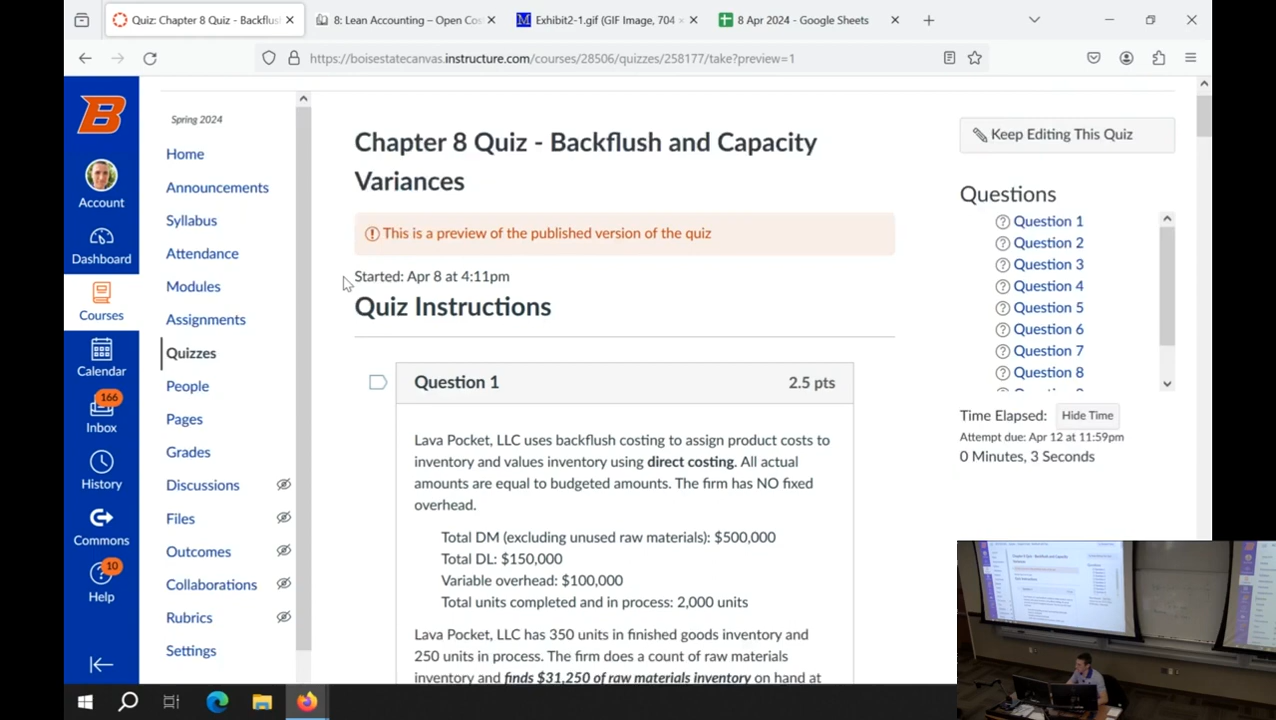 Quiz: Chapter 8 Quiz - Backflus
8: Lean Accounting – Open Co
Exhibit2-1.gif (GIF Image, 704 ×
8 Apr 2024 - Google Sheets
https://boisestatecanvas.instructure.com/courses/28506/quizzes/258177/take?preview=1
B
Account
Dashboard
Courses
Calendar
166
Inbox
History
Commons
10
Help
Spring 2024
Home
Announcements
Syllabus
Attendance
Modules
Assignments
Quizzes
People
Pages
Grades
Discussions
Files
Outcomes
Collaborations
Rubrics
Settings
Chapter 8 Quiz - Backflush and Capacity
Variances
This is a preview of the published version of the quiz
Started: Apr 8 at 4:11pm
Quiz Instructions
Question 1 2.5 pts
Lava Pocket, LLC uses backflush costing to assign product costs to
inventory and values inventory using direct costing. All actual
amounts are equal to budgeted amounts. The firm has NO fixed
overhead.
Total DM (excluding unused raw materials): $500,000
Total DL: $150,000
Variable overhead: $100,000
Total units completed and in process: 2,000 units
Lava Pocket, LLC has 350 units in finished goods inventory and
250 units in process. The firm does a count of raw materials
inventory and finds $31,250 of raw materials inventory on hand at
Keep Editing This Quiz
Questions
Question 1
Question 2
Question 3
Question 4
Question 5
Question 6
Question 7
Question 8
Time Elapsed: Hide Time
Attempt due: Apr 12 at 11:59pm
0 Minutes, 3 Seconds